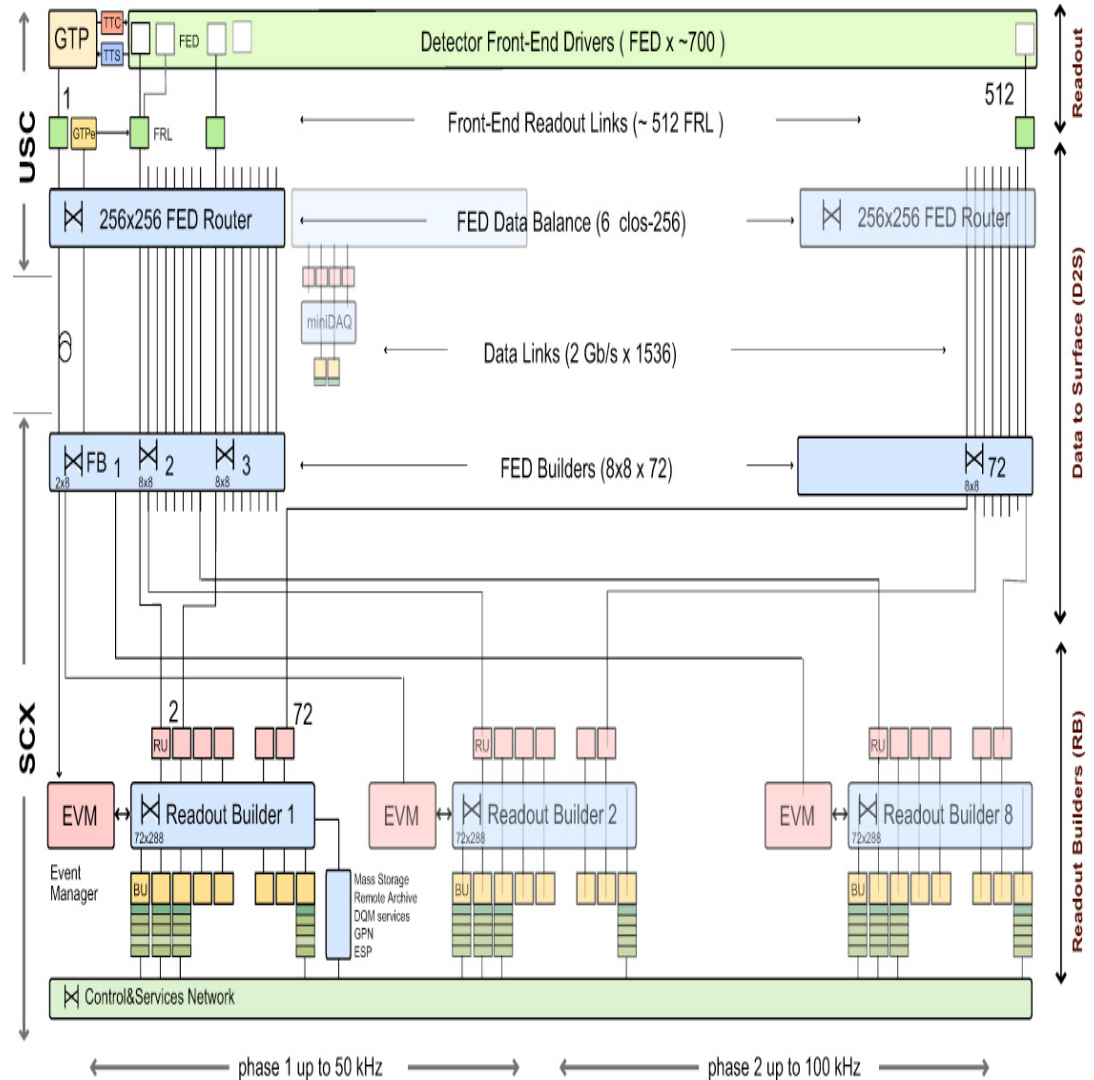 GTP
TTC
TTS
FED
Detector Front-End Drivers ( FED x ~700 )
Readout
1
512
GTPe
FRL
Front-End Readout Links (~ 512 FRL )
USC
256x256 FED Router
FED Data Balance (6 clos-256)
256x256 FED Router
miniDAQ
Data Links (2 Gb/s x 1536)
Data to Surface (D2S)
FB 1
2x8
2
8x8
3
8x8
FED Builders (8x8 x 72)
72
8x8
SCX
2
72
RU
RU
RU
EVM
Readout Builder 1
72x288
EVM
Readout Builder 2
72x288
EVM
Readout Builder 8
72x288
Readout Builders (RB)
Event
Manager
BU
Mass Storage
Remote Archive
DQM services
GPN
ESP
BU
BU
Control&Services Network
phase 1 up to 50 kHz
phase 2 up to 100 kHz